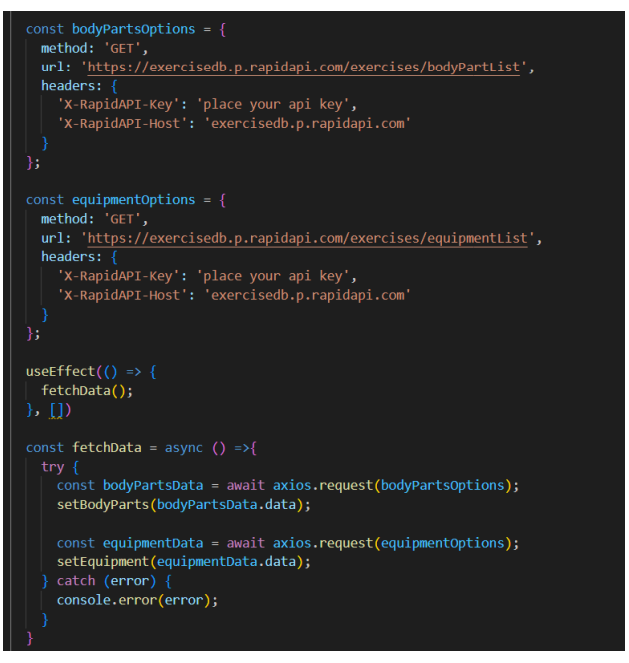 const bodyPartsOptions = {
  method: 'GET',
  url: 'https://exercisedb.p.rapidapi.com/exercises/bodyPartList',
  headers: {
    'X-RapidAPI-Key': 'place your api key',
    'X-RapidAPI-Host': 'exercisedb.p.rapidapi.com'
  }
};

const equipmentOptions = {
  method: 'GET',
  url: 'https://exercisedb.p.rapidapi.com/exercises/equipmentList',
  headers: {
    'X-RapidAPI-Key': 'place your api key',
    'X-RapidAPI-Host': 'exercisedb.p.rapidapi.com'
  }
};

useEffect(() => {
  fetchData();
}, [])

const fetchData = async () =>{
  try {
    const bodyPartsData = await axios.request(bodyPartsOptions);
    setBodyParts(bodyPartsData.data);

    const equipmentData = await axios.request(equipmentOptions);
    setEquipment(equipmentData.data);
  } catch (error) {
    console.error(error);
  }
}